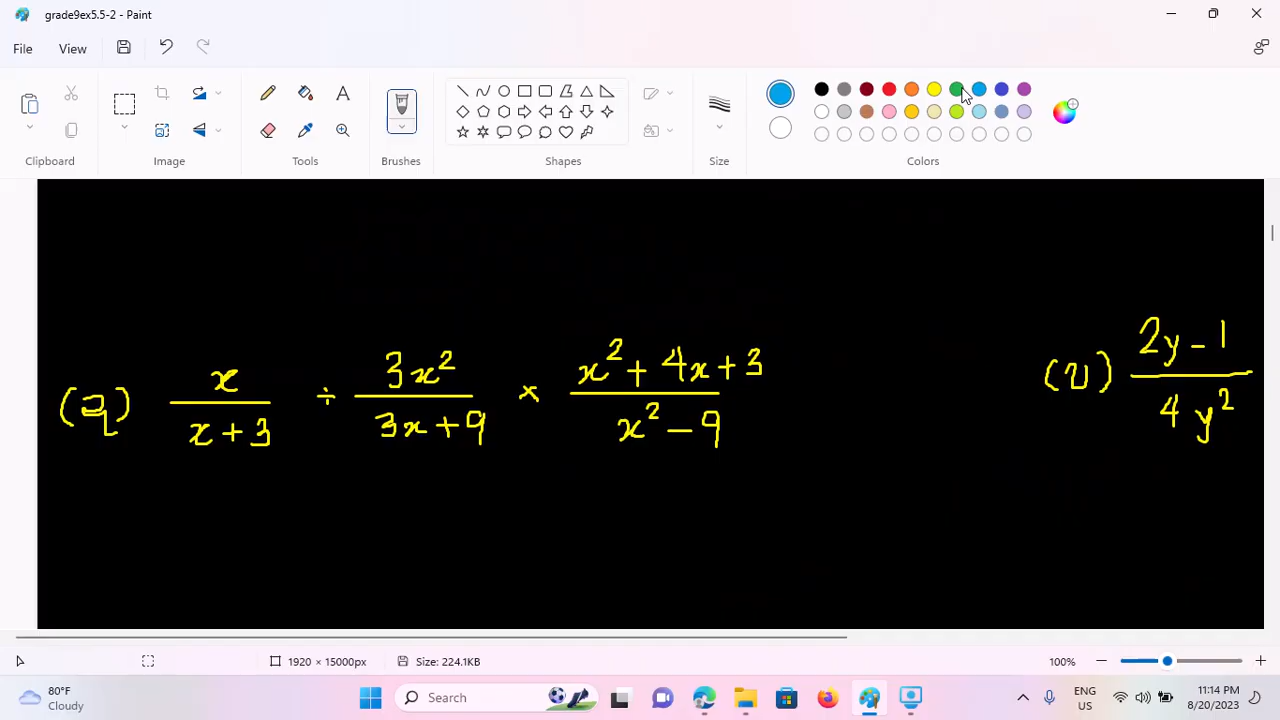 grade9ex5.5-2 - Paint
File View
Clipboard Image Tools Brushes Shapes Size Colors
x / (x + 3) ÷ 3x² / (3x + 9) × (x² + 4x + 3) / (x² − 9)
(2y − 1) / 4y²
1920 × 15000px Size: 224.1KB 100%
80°F
Cloudy
Search
ENG
US
11:14 PM
8/20/2023